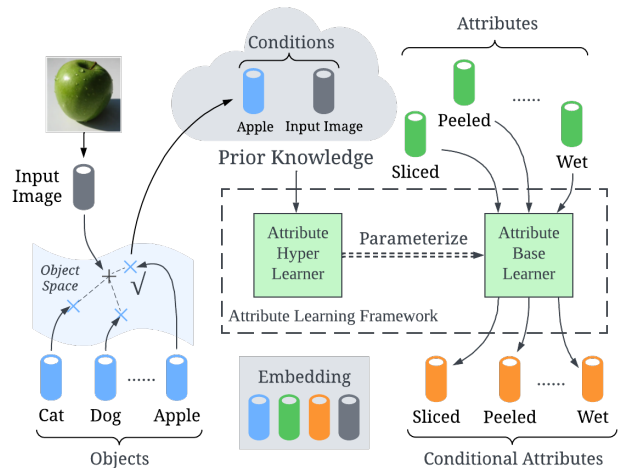 Conditions
Apple
Input Image
Prior Knowledge
Attributes
Peeled
......
Sliced
Wet
Input
Image
Object
Space
√
Attribute
Hyper
Learner
Parameterize
Attribute
Base
Learner
Attribute Learning Framework
......
Cat
Dog
Apple
Objects
Embedding
......
Sliced
Peeled
Wet
Conditional Attributes